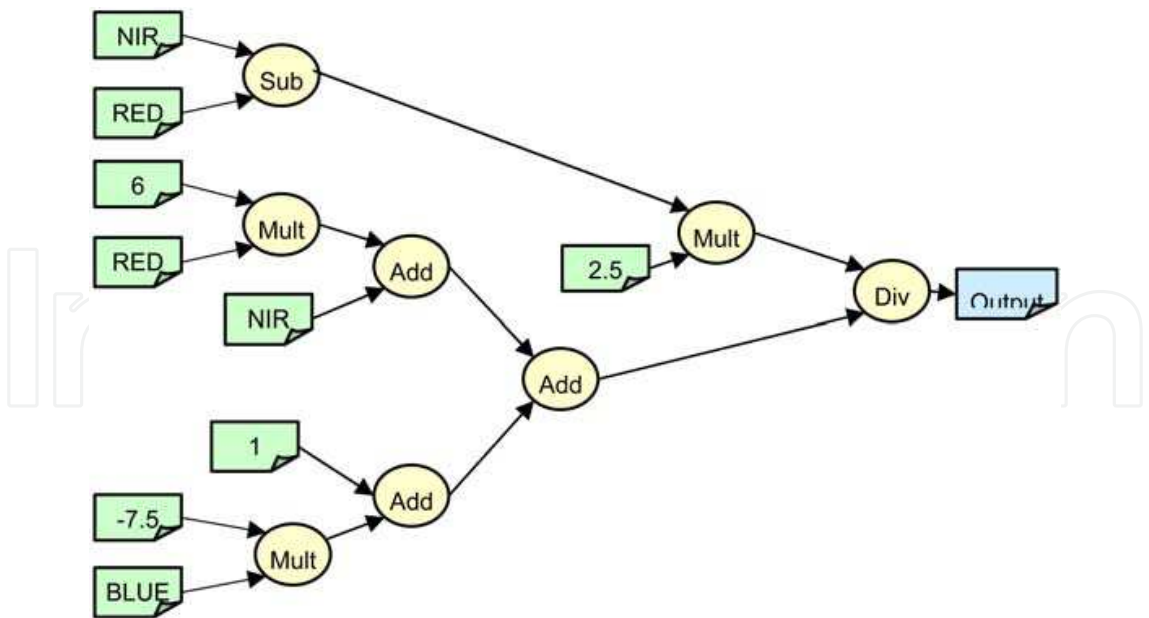 NIR
Sub
RED
6
Mult
RED
Add
NIR
2.5
Mult
Div
Output
Add
1
Add
-7.5
Mult
BLUE